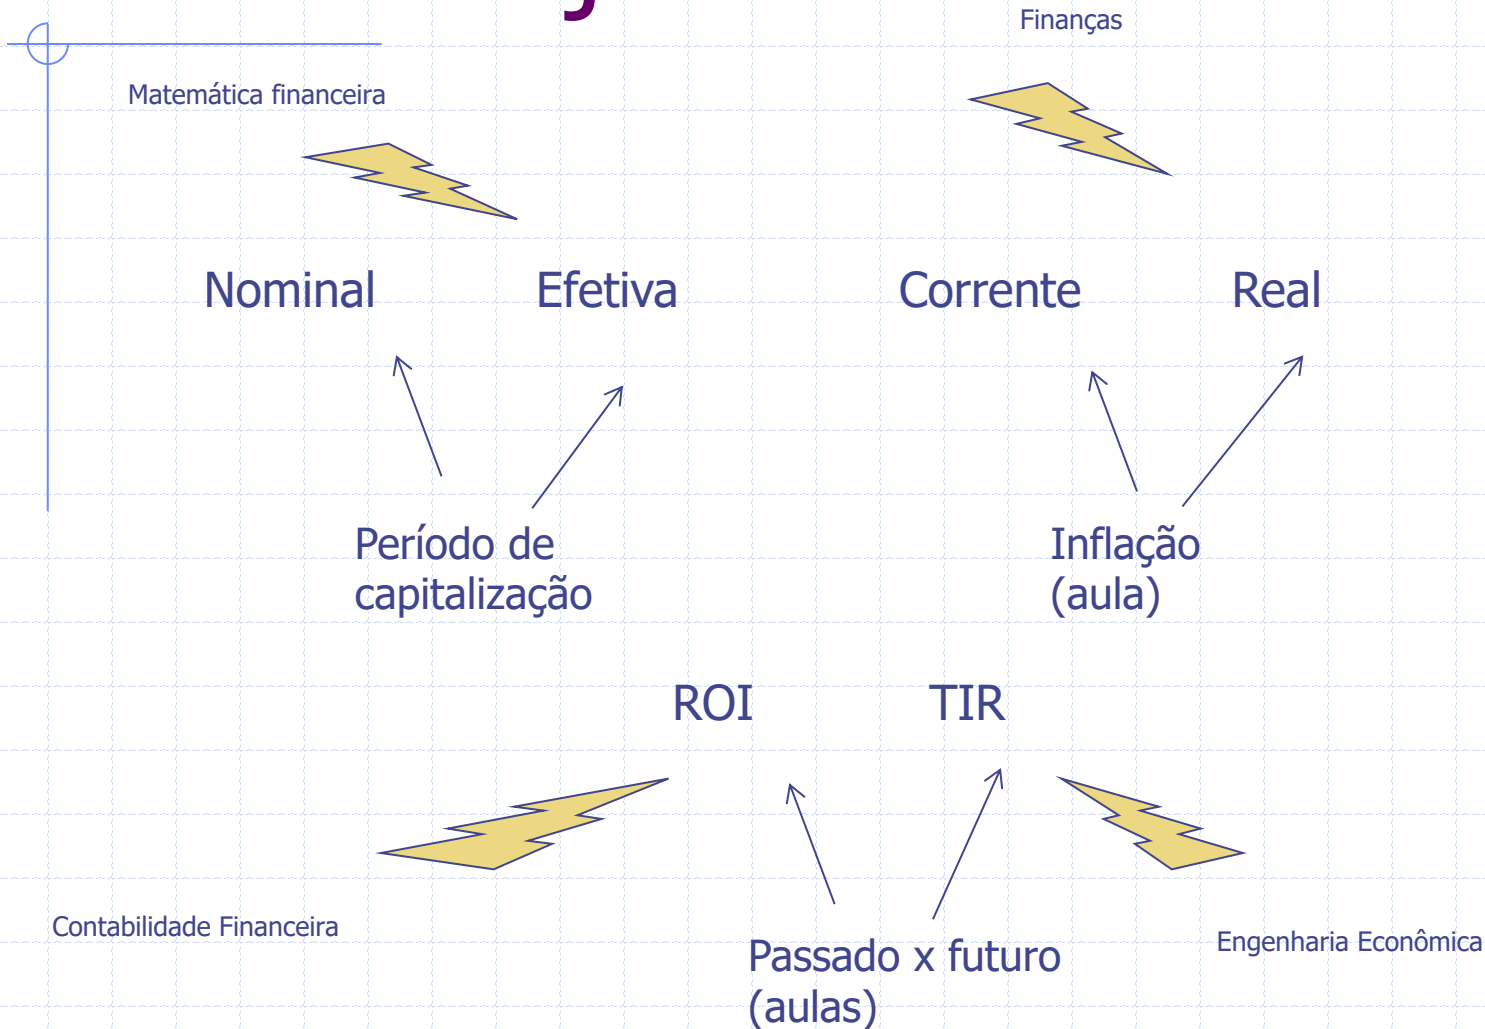 Finanças
Matemática financeira
Nominal
Efetiva
Corrente
Real
Período de
capitalização
Inflação
(aula)
ROI
TIR
Contabilidade Financeira
Passado x futuro
(aulas)
Engenharia Econômica